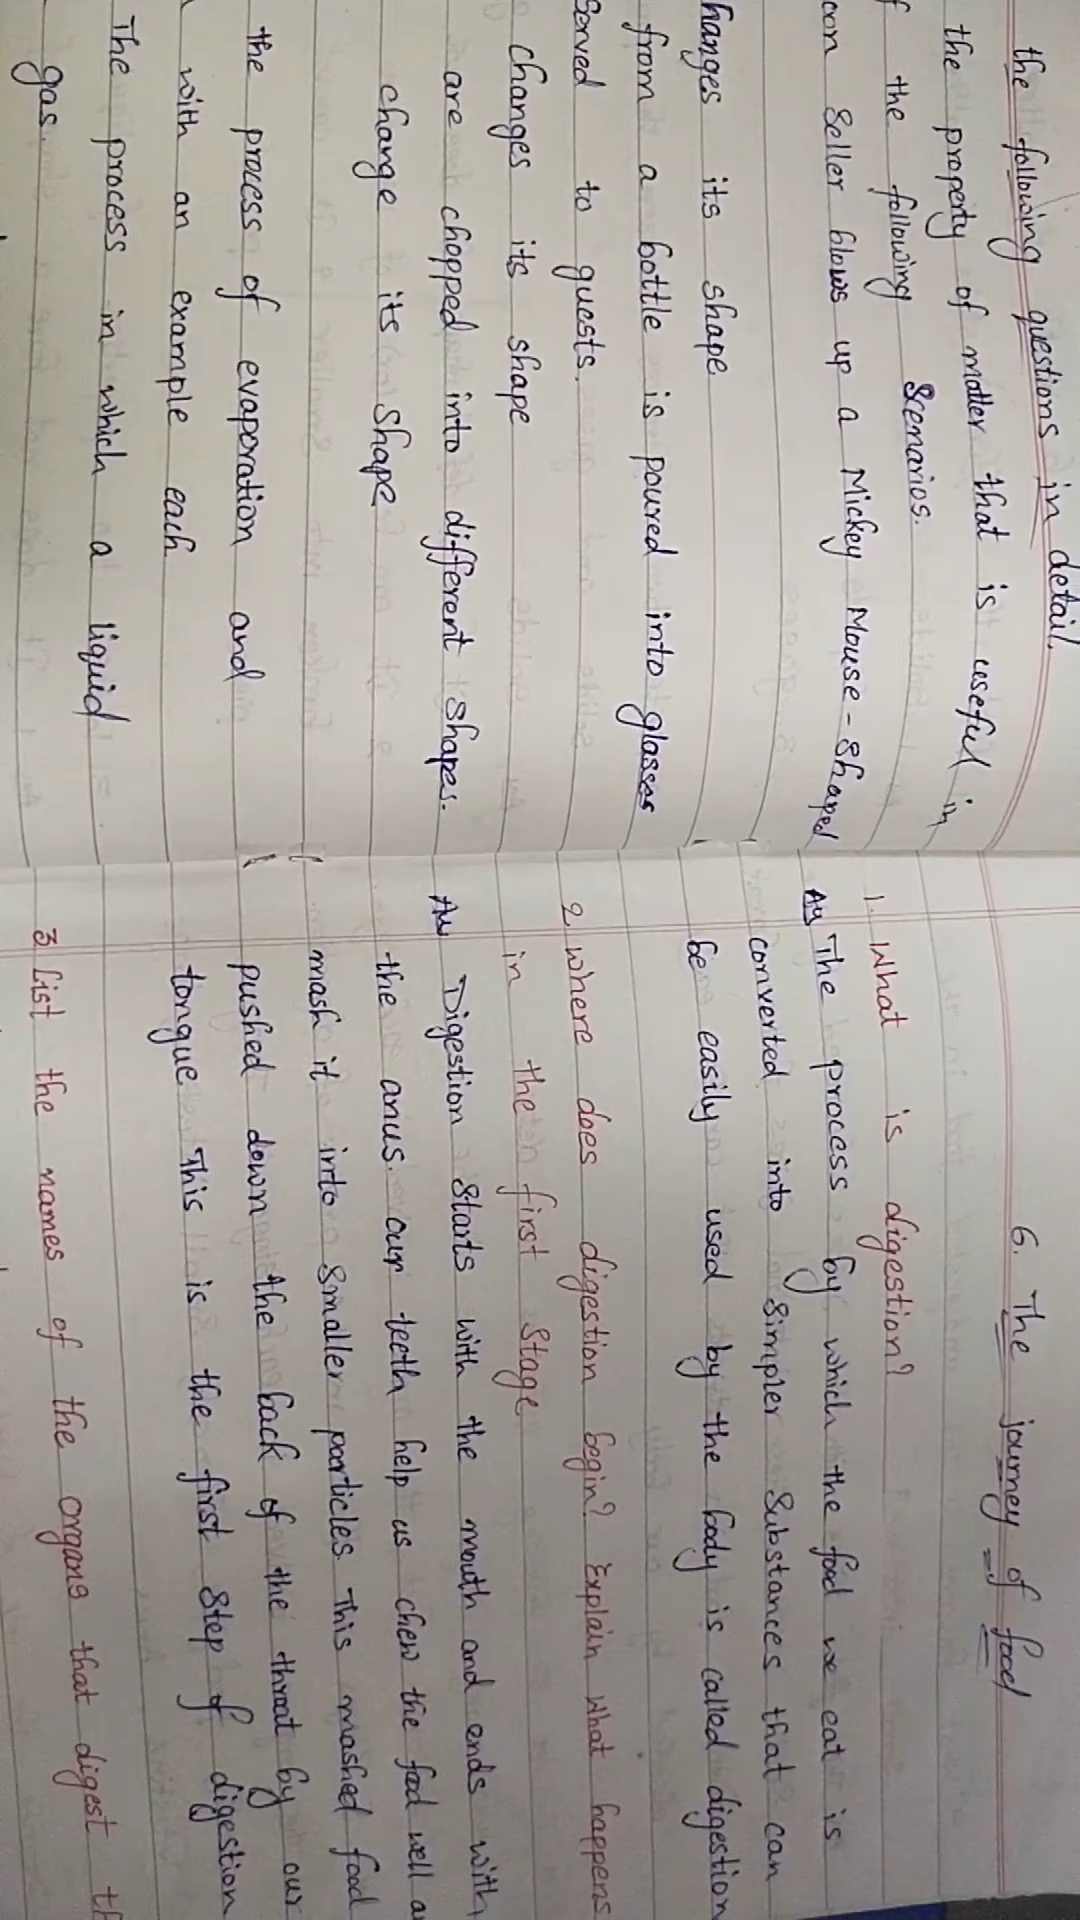 the following questions in detail.
the property of matter that is useful in
f the following Scenarios.
oon Seller blows up a Mickey Mouse-Shaped
hanges its shape
from a bottle is poured into glasses
Served to guests.
changes its shape
are chopped into different shapes.
change its shape
the process of evaporation and
with an example each
The process in which a liquid
gas.
6. The journey of food
1. What is digestion?
As The process by which the food we eat is
converted into simpler Substances that can
be easily used by the body is called digestion
2 where does digestion begin? Explain what happens
in the first Stage
As Digestion Starts with the mouth and ends with
the anus. our teeth help us chew the food well a
mash it into Smaller particles. This mashed food
pushed down the back of the throat by our
tongue This is the first Step of digestion
3 List the names of the organs that digest th